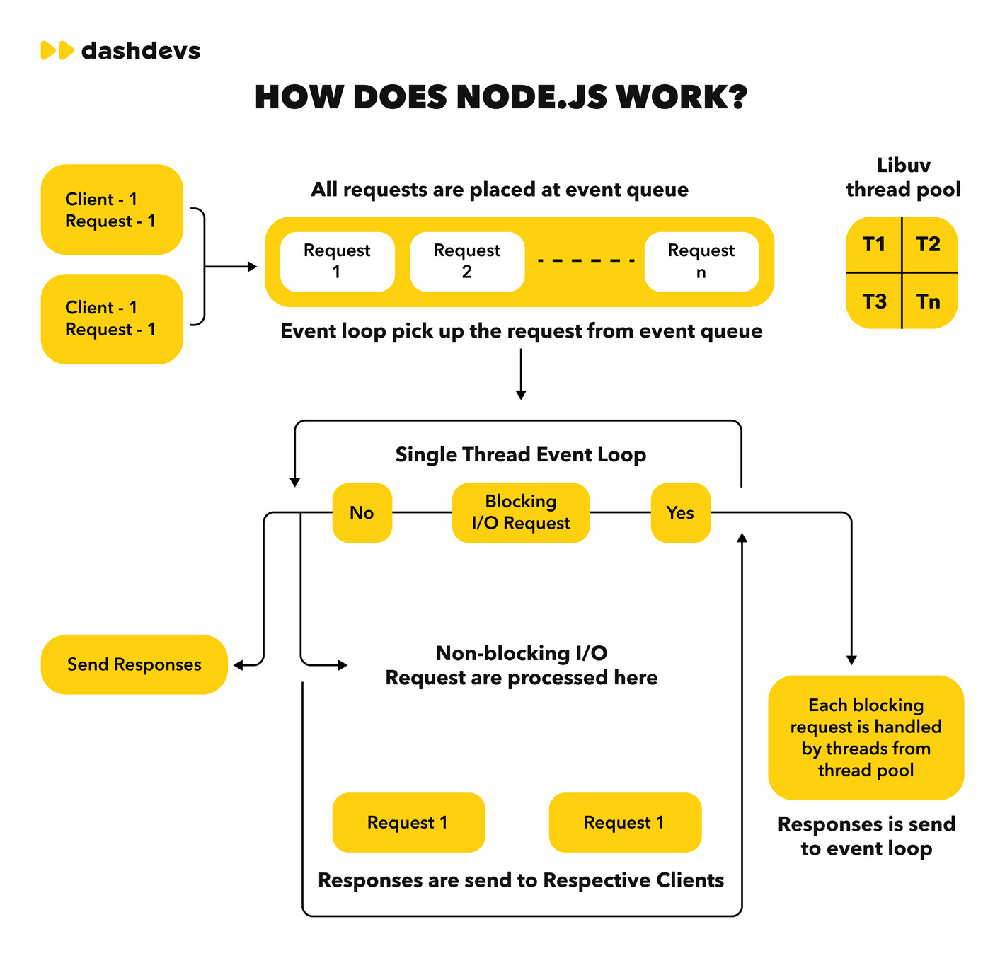 dashdevs
HOW DOES NODE.JS WORK?
Client - 1
Request - 1
Client - 1
Request - 1
All requests are placed at event queue
Request
1
Request
2
Request
n
Event loop pick up the request from event queue
Libuv
thread pool
T1
T2
T3
Tn
Single Thread Event Loop
No
Blocking
I/O Request
Yes
Send Responses
Non-blocking I/O
Request are processed here
Each blocking
request is handled
by threads from
thread pool
Responses is send
to event loop
Request 1
Request 1
Responses are send to Respective Clients